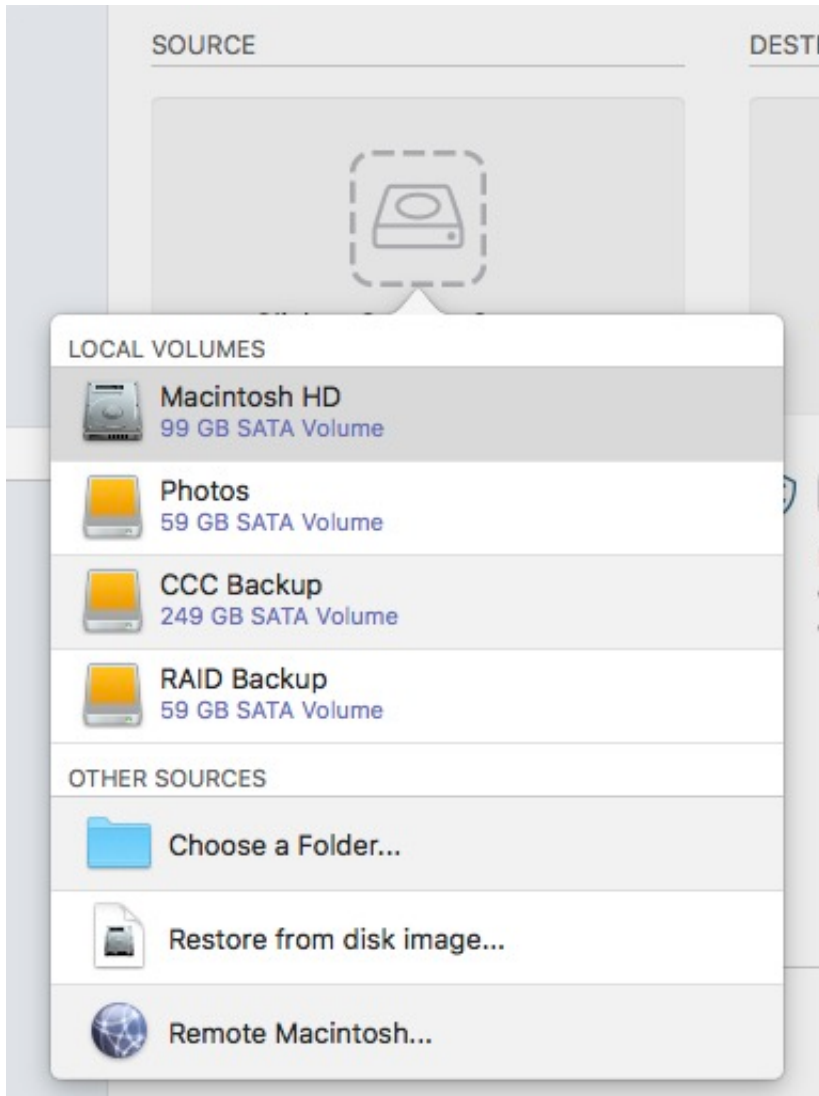 SOURCE
LOCAL VOLUMES
Macintosh HD
99 GB SATA Volume
Photos
59 GB SATA Volume
CCC Backup
249 GB SATA Volume
RAID Backup
59 GB SATA Volume
OTHER SOURCES
Choose a Folder...
Restore from disk image...
Remote Macintosh...